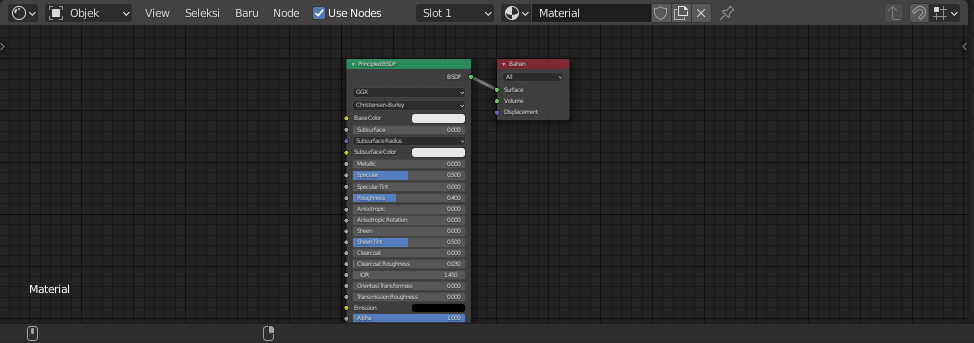 Objek View Seleksi Baru Node Use Nodes Slot 1 Material
Principled BSDF
BSDF
GGX
Christensen-Burley
Base Color
Subsurface 0.000
Subsurface Radius
Subsurface Color
Metallic 0.000
Specular 0.500
Specular Tint 0.000
Roughness 0.400
Anisotropic 0.000
Anisotropic Rotation 0.000
Sheen 0.000
Sheen Tint 0.500
Clearcoat 0.000
Clearcoat Roughness 0.030
IOR 1.450
Orientasi Transformasi 0.000
Transmission Roughness 0.000
Emission
Alpha 1.000
Bahan
All
Surface
Volume
Displacement
Material